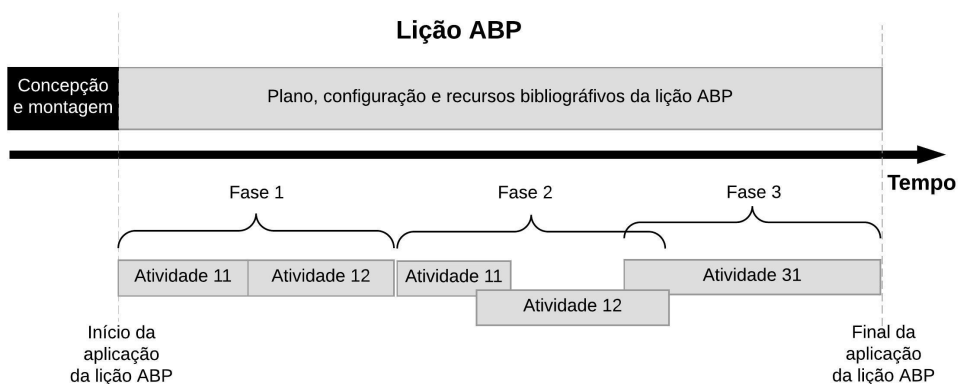 Lição ABP
Concepção
e montagem
Plano, configuração e recursos bibliográfivos da lição ABP
Tempo
Fase 1
Fase 2
Fase 3
Atividade 11
Atividade 12
Atividade 11
Atividade 12
Atividade 31
Início da
aplicação
da lição ABP
Final da
aplicação
da lição ABP